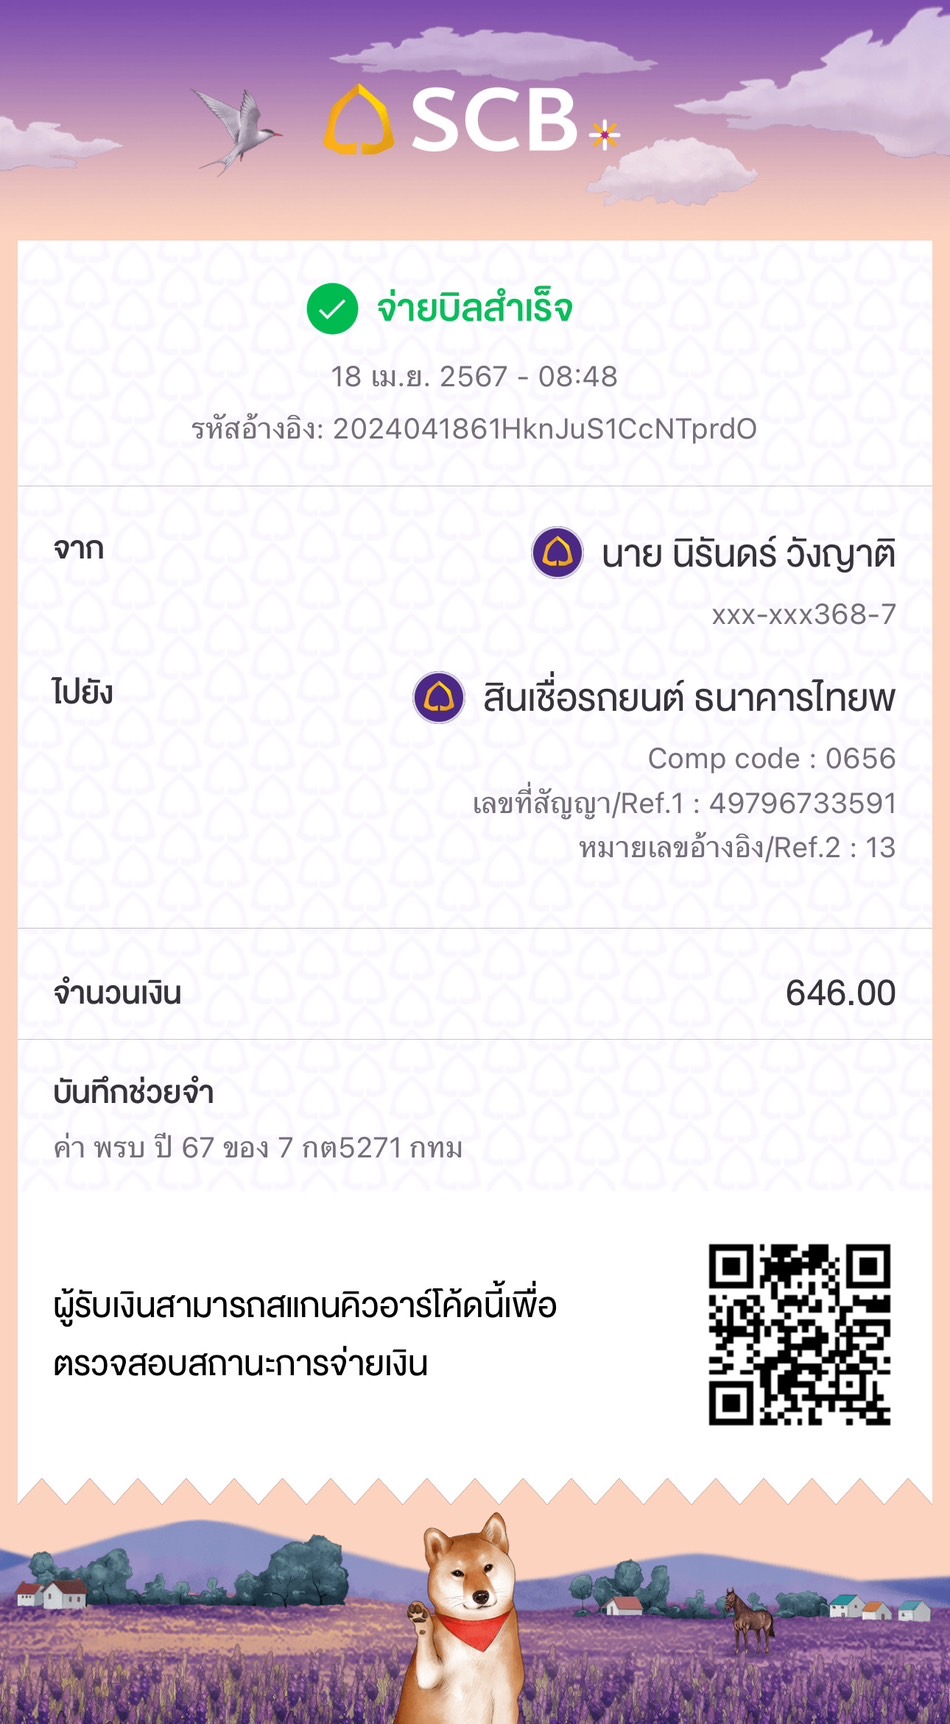 SCB
จ่ายบิลสำเร็จ
18 เม.ย. 2567 - 08:48
รหัสอ้างอิง: 2024041861HknJuS1CcNTprdO
จาก
นาย นิรันดร์ วังญาติ
xxx-xxx368-7
ไปยัง
สินเชื่อรถยนต์ ธนาคารไทยพ
Comp code : 0656
เลขที่สัญญา/Ref.1 : 49796733591
หมายเลขอ้างอิง/Ref.2 : 13
จำนวนเงิน
646.00
บันทึกช่วยจำ
ค่า พรบ ปี 67 ของ 7 กต5271 กทม
ผู้รับเงินสามารถสแกนคิวอาร์โค้ดนี้เพื่อ
ตรวจสอบสถานะการจ่ายเงิน